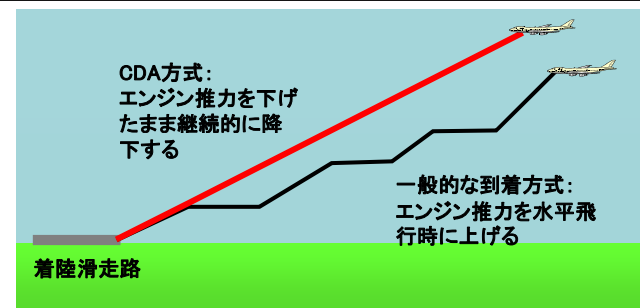 CDA方式：
エンジン推力を下げ
たまま継続的に降
下する
一般的な到着方式：
エンジン推力を水平飛
行時に上げる
着陸滑走路